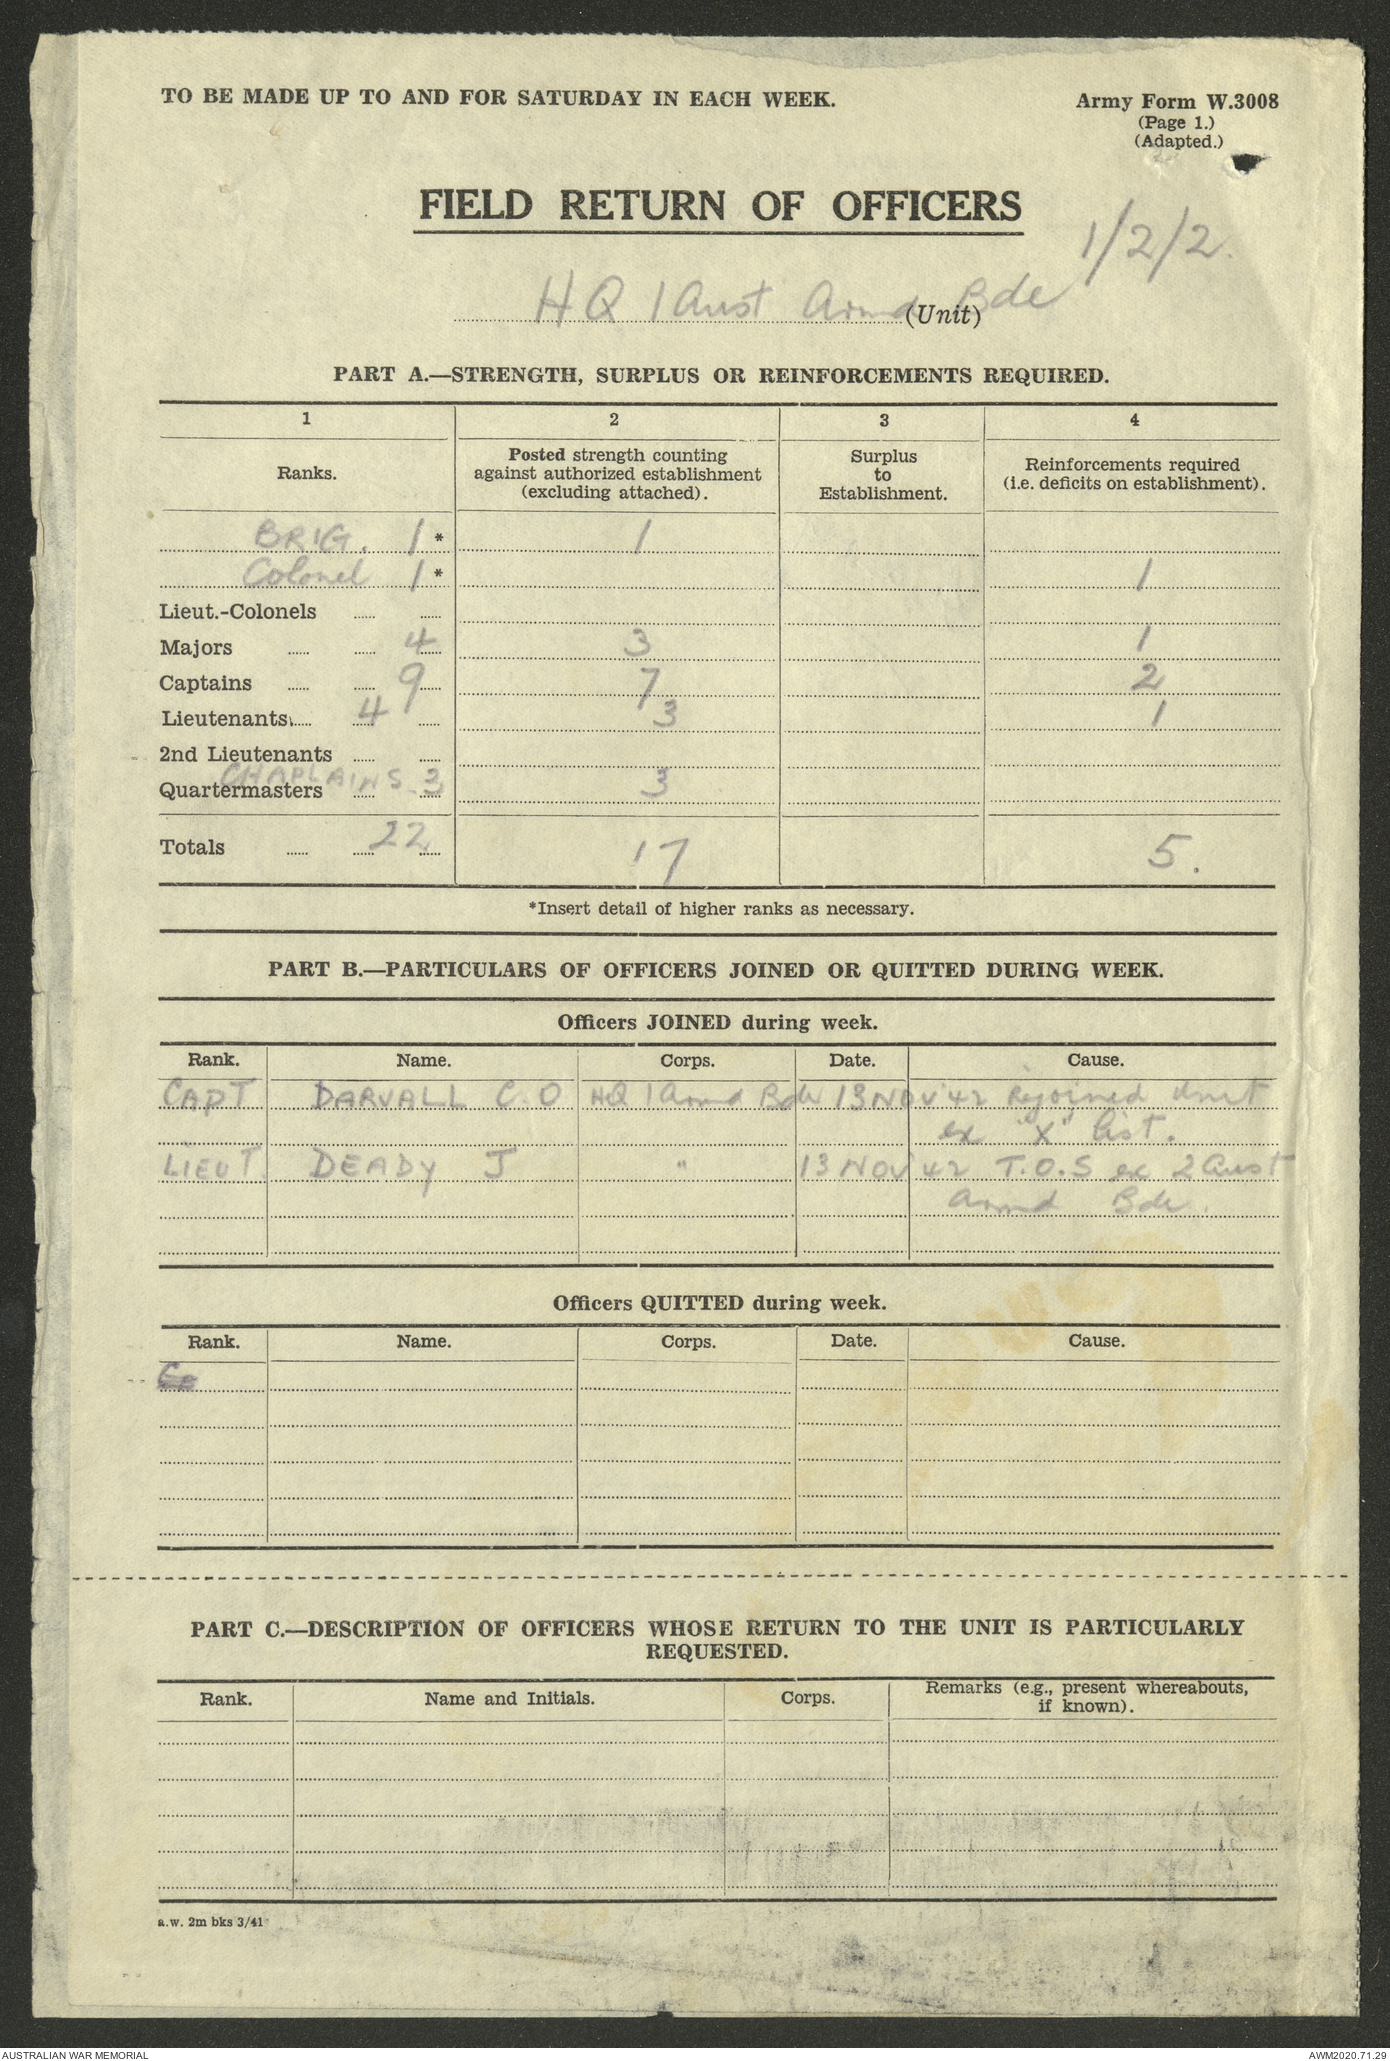 TO BE MADE UP TO AND FOR SATURDAY IN EACH WEEK.
Army Form W.3008
(Page 1.)
(Adapted.)
FIELD RETURN OF OFFICERS
1/2/2.
HQ 1 Aust Armd Bde
(Unit)
PART A.—STRENGTH, SURPLUS OR REINFORCEMENTS REQUIRED.
1 2 3 4
Ranks.
Posted strength counting
against authorized establishment
(excluding attached).
Surplus
to
Establishment.
Reinforcements required
(i.e. deficits on establishment).
BRIG. 1 * 1
Colonel 1 * 1
Lieut.-Colonels
Majors 4 3 1
Captains 9 7 2
Lieutenants 4 3 1
2nd Lieutenants
CHAPLAINS 3 3
Quartermasters
Totals 22 17 5.
*Insert detail of higher ranks as necessary.
PART B.—PARTICULARS OF OFFICERS JOINED OR QUITTED DURING WEEK.
Officers JOINED during week.
Rank. Name. Corps. Date. Cause.
CAPT DARVALL C.O HQ 1 Armd Bde 13 NOV 42 Rejoined Unit
ex "X" list.
LIEUT. DEADY J " 13 NOV 42 T.O.S ex 2 Aust
Armd Bde.
Officers QUITTED during week.
Rank. Name. Corps. Date. Cause.
PART C.—DESCRIPTION OF OFFICERS WHOSE RETURN TO THE UNIT IS PARTICULARLY
REQUESTED.
Rank. Name and Initials. Corps. Remarks (e.g., present whereabouts,
if known).
a.w. 2m bks 3/41
AUSTRALIAN WAR MEMORIAL
AWM2020.71.29